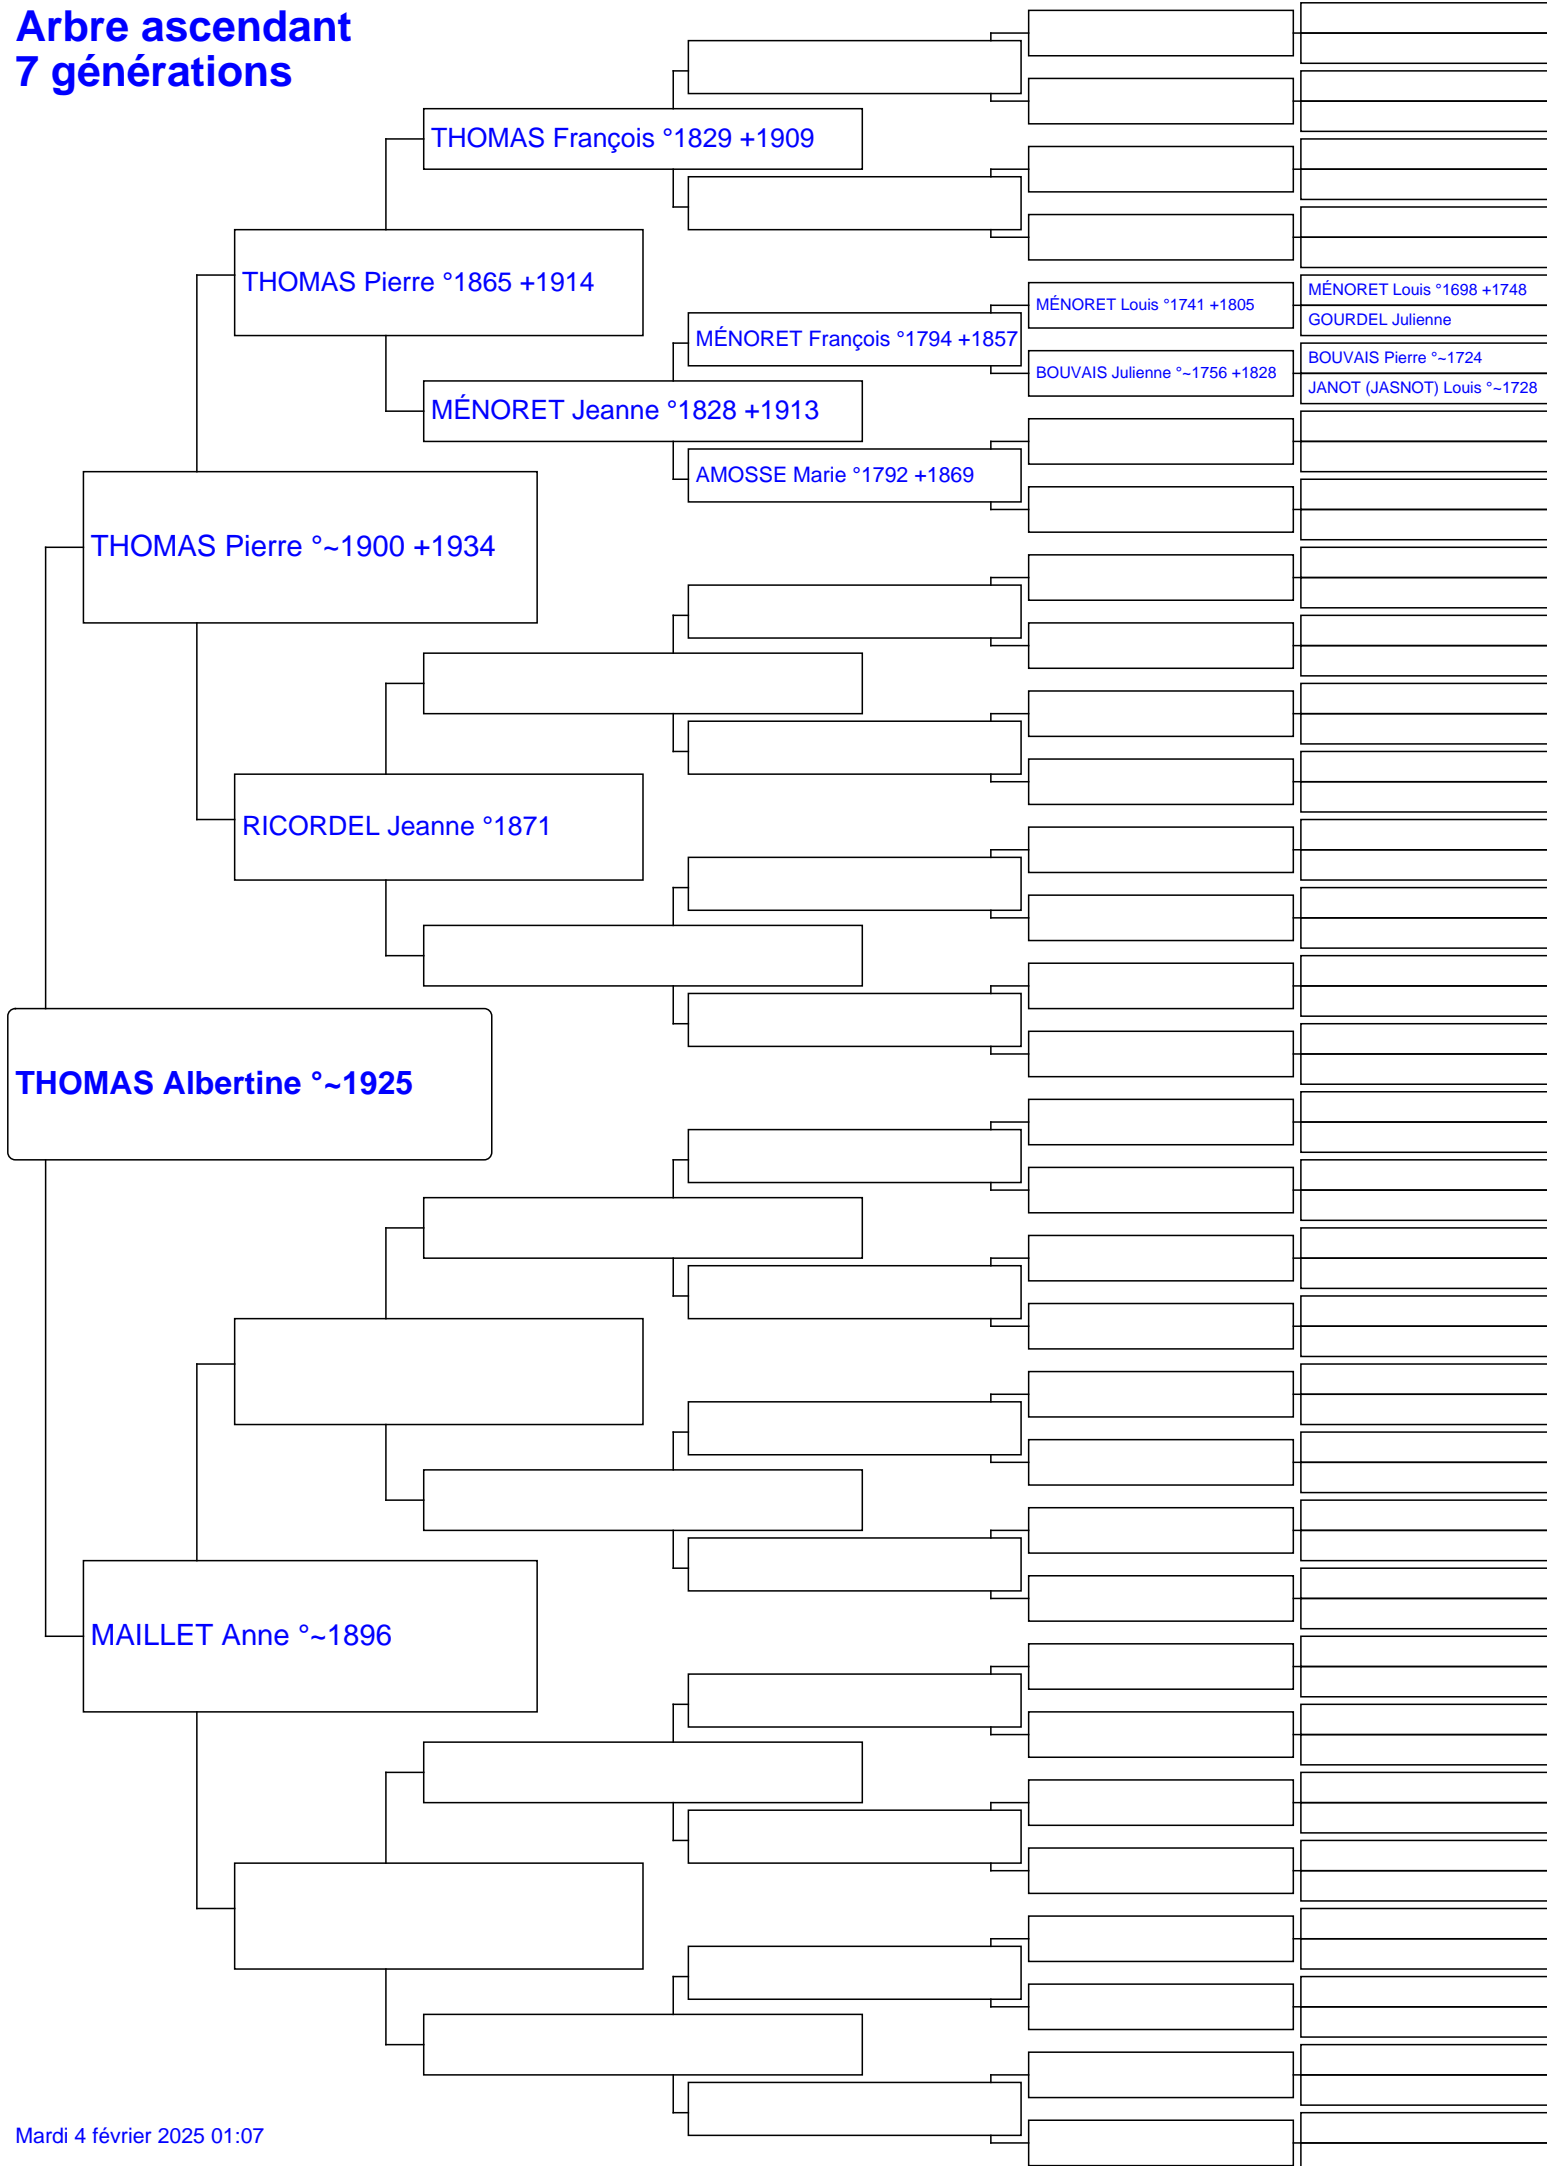 Arbre ascendant
7 générations
THOMAS François °1829 +1909
THOMAS Pierre °1865 +1914
MÉNORET Louis °1741 +1805
MÉNORET Louis °1698 +1748
GOURDEL Julienne
MÉNORET François °1794 +1857
BOUVAIS Julienne °~1756 +1828
BOUVAIS Pierre °~1724
JANOT (JASNOT) Louis °~1728
MÉNORET Jeanne °1828 +1913
AMOSSE Marie °1792 +1869
THOMAS Pierre °~1900 +1934
RICORDEL Jeanne °1871
THOMAS Albertine °~1925
MAILLET Anne °~1896
Mardi 4 février 2025 01:07